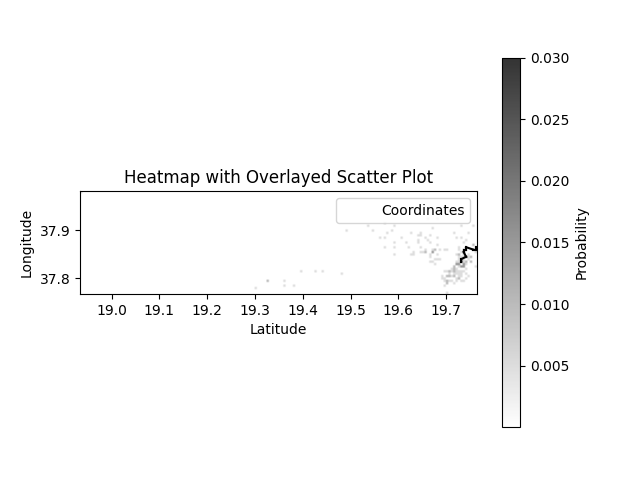 Heatmap with Overlayed Scatter Plot
Coordinates
Longitude
37.9
37.8
19.0 19.1 19.2 19.3 19.4 19.5 19.6 19.7
Latitude
0.030
0.025
0.020
0.015
0.010
0.005
Probability